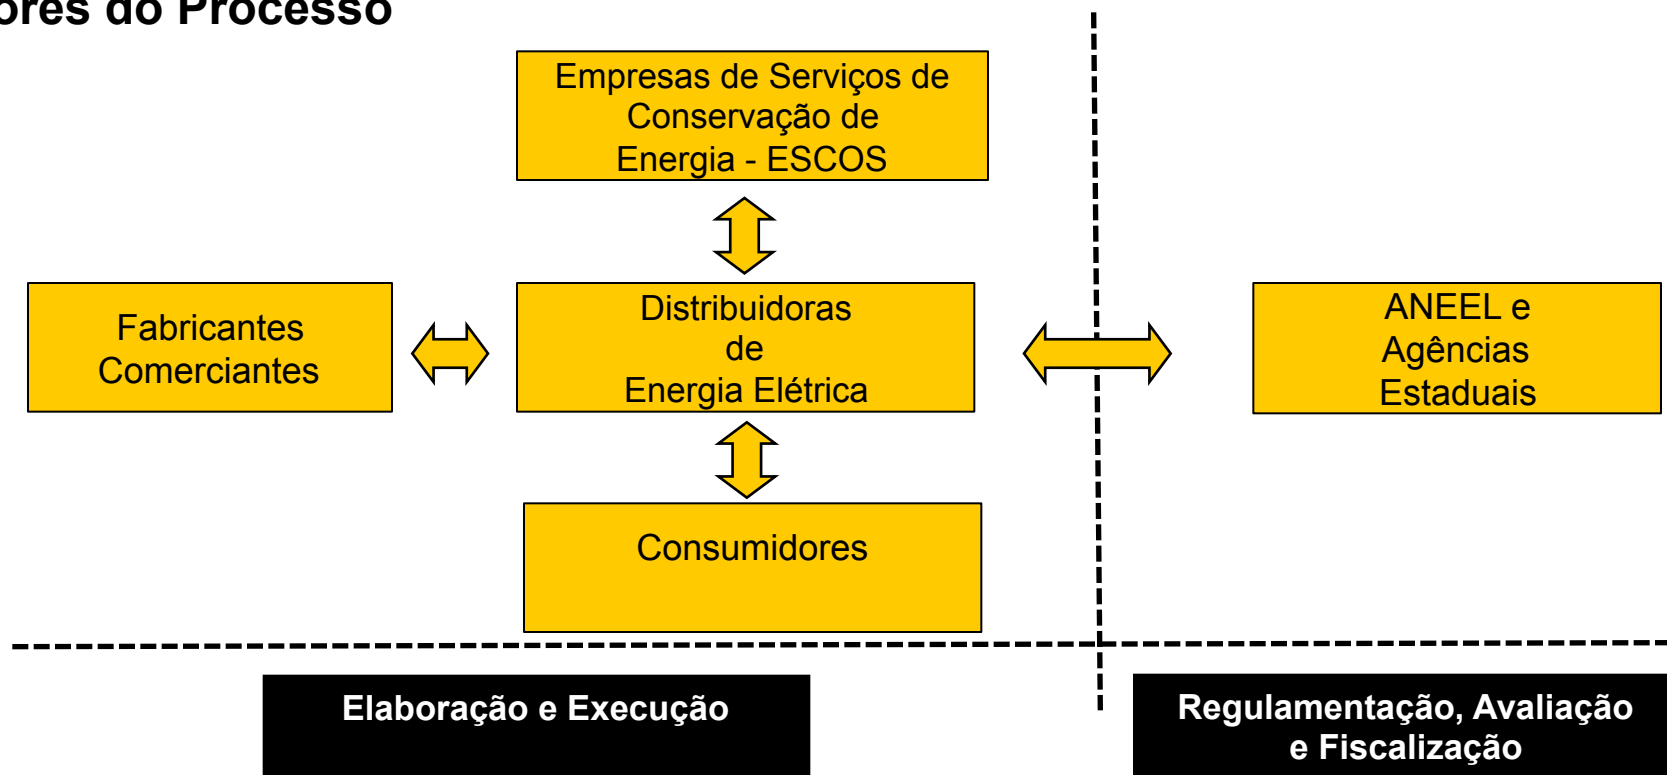 do Processo
Empresas de Serviços de
Conservação de
Energia - ESCOS
Fabricantes
Comerciantes
Distribuidoras
de
Energia Elétrica
ANEEL e
Agências
Estaduais
Consumidores
Elaboração e Execução
Regulamentação, Avaliação
e Fiscalização